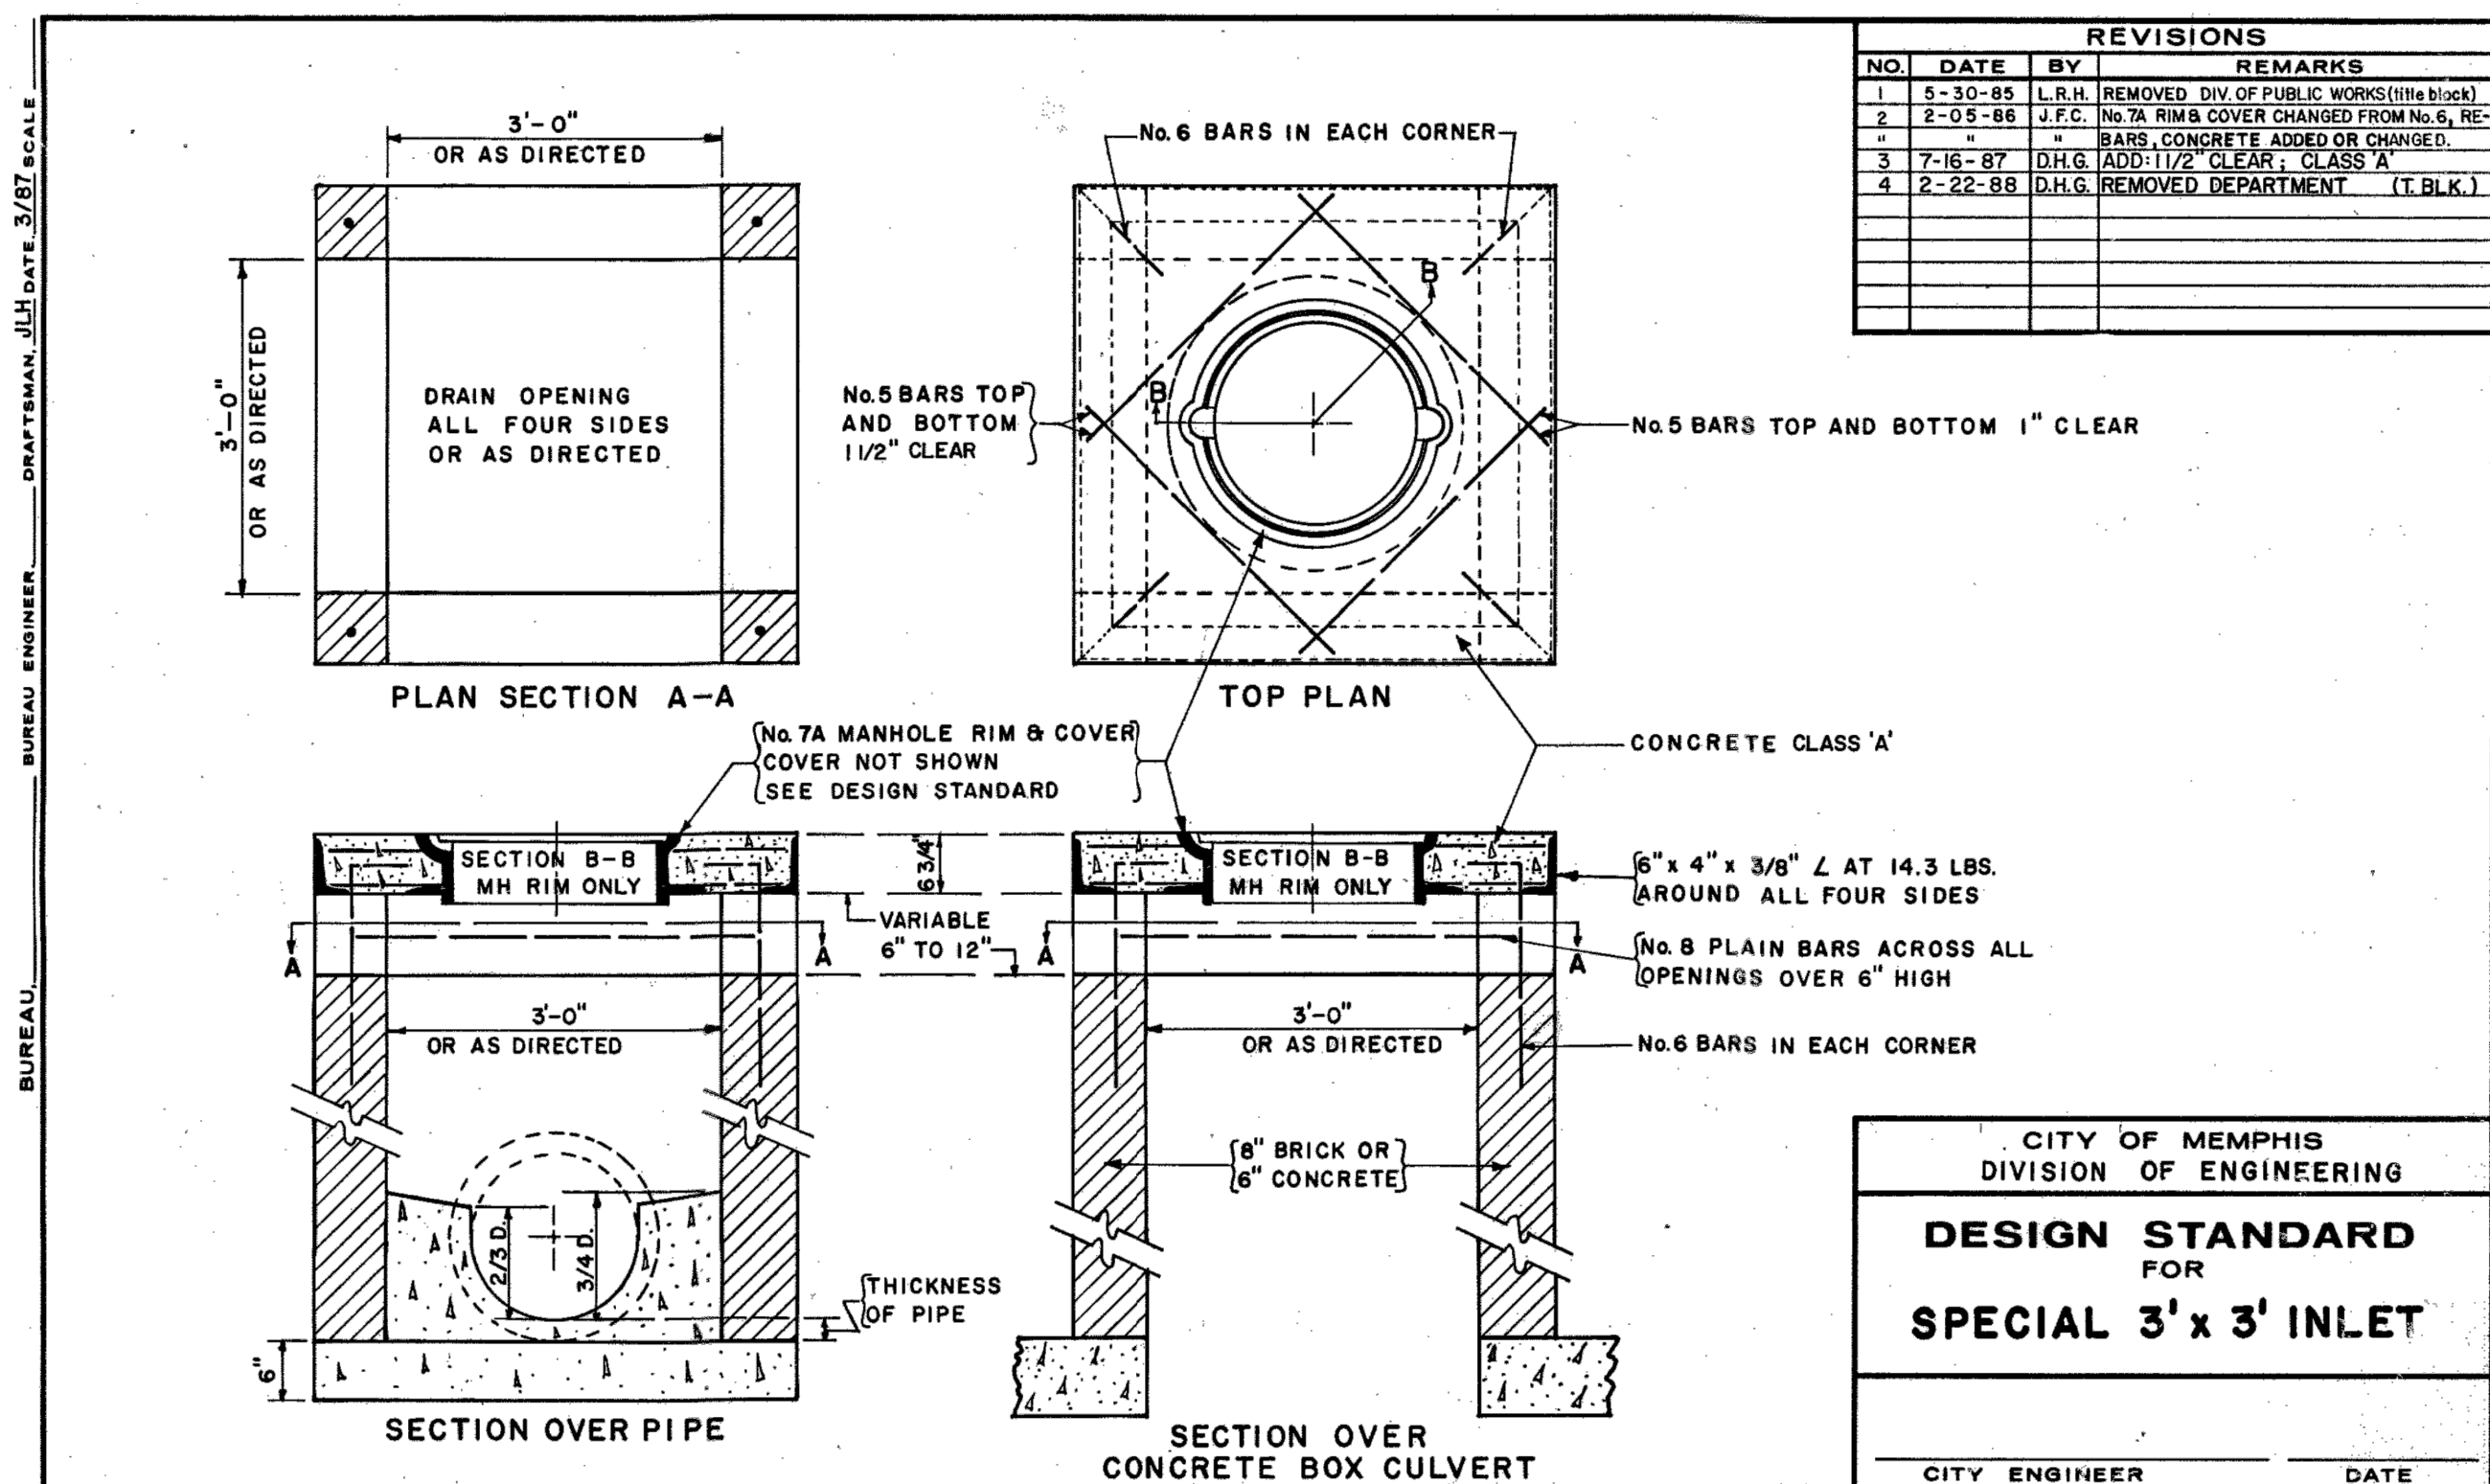 REVISIONS
NO. DATE BY REMARKS
1 5-30-85 L.R.H. REMOVED DIV. OF PUBLIC WORKS (title block)
2 2-05-86 J.F.C. No.7A RIM & COVER CHANGED FROM No.6, RE-
" " " BARS, CONCRETE ADDED OR CHANGED.
3 7-16-87 D.H.G. ADD: 1 1/2" CLEAR; CLASS 'A'
4 2-22-88 D.H.G. REMOVED DEPARTMENT (T. BLK.)
BUREAU, BUREAU ENGINEER DRAFTSMAN, JLH DATE, 3/87 SCALE
3'-0"
OR AS DIRECTED
3'-0"
OR AS DIRECTED
DRAIN OPENING
ALL FOUR SIDES
OR AS DIRECTED
PLAN SECTION A-A
No. 6 BARS IN EACH CORNER
B
B
No.5 BARS TOP
AND BOTTOM
1 1/2" CLEAR
No.5 BARS TOP AND BOTTOM 1" CLEAR
TOP PLAN
No. 7A MANHOLE RIM & COVER
COVER NOT SHOWN
SEE DESIGN STANDARD
CONCRETE CLASS 'A'
SECTION B-B
MH RIM ONLY
6 3/4"
SECTION B-B
MH RIM ONLY
6" x 4" x 3/8" ∠ AT 14.3 LBS.
AROUND ALL FOUR SIDES
VARIABLE
6" TO 12"
A
A
A
A
No. 8 PLAIN BARS ACROSS ALL
OPENINGS OVER 6" HIGH
3'-0"
OR AS DIRECTED
3'-0"
OR AS DIRECTED
No.6 BARS IN EACH CORNER
8" BRICK OR
6" CONCRETE
2/3 D.
3/4 D.
THICKNESS
OF PIPE
6"
SECTION OVER PIPE
SECTION OVER
CONCRETE BOX CULVERT
CITY OF MEMPHIS
DIVISION OF ENGINEERING
DESIGN STANDARD
FOR
SPECIAL 3' x 3' INLET
CITY ENGINEER DATE